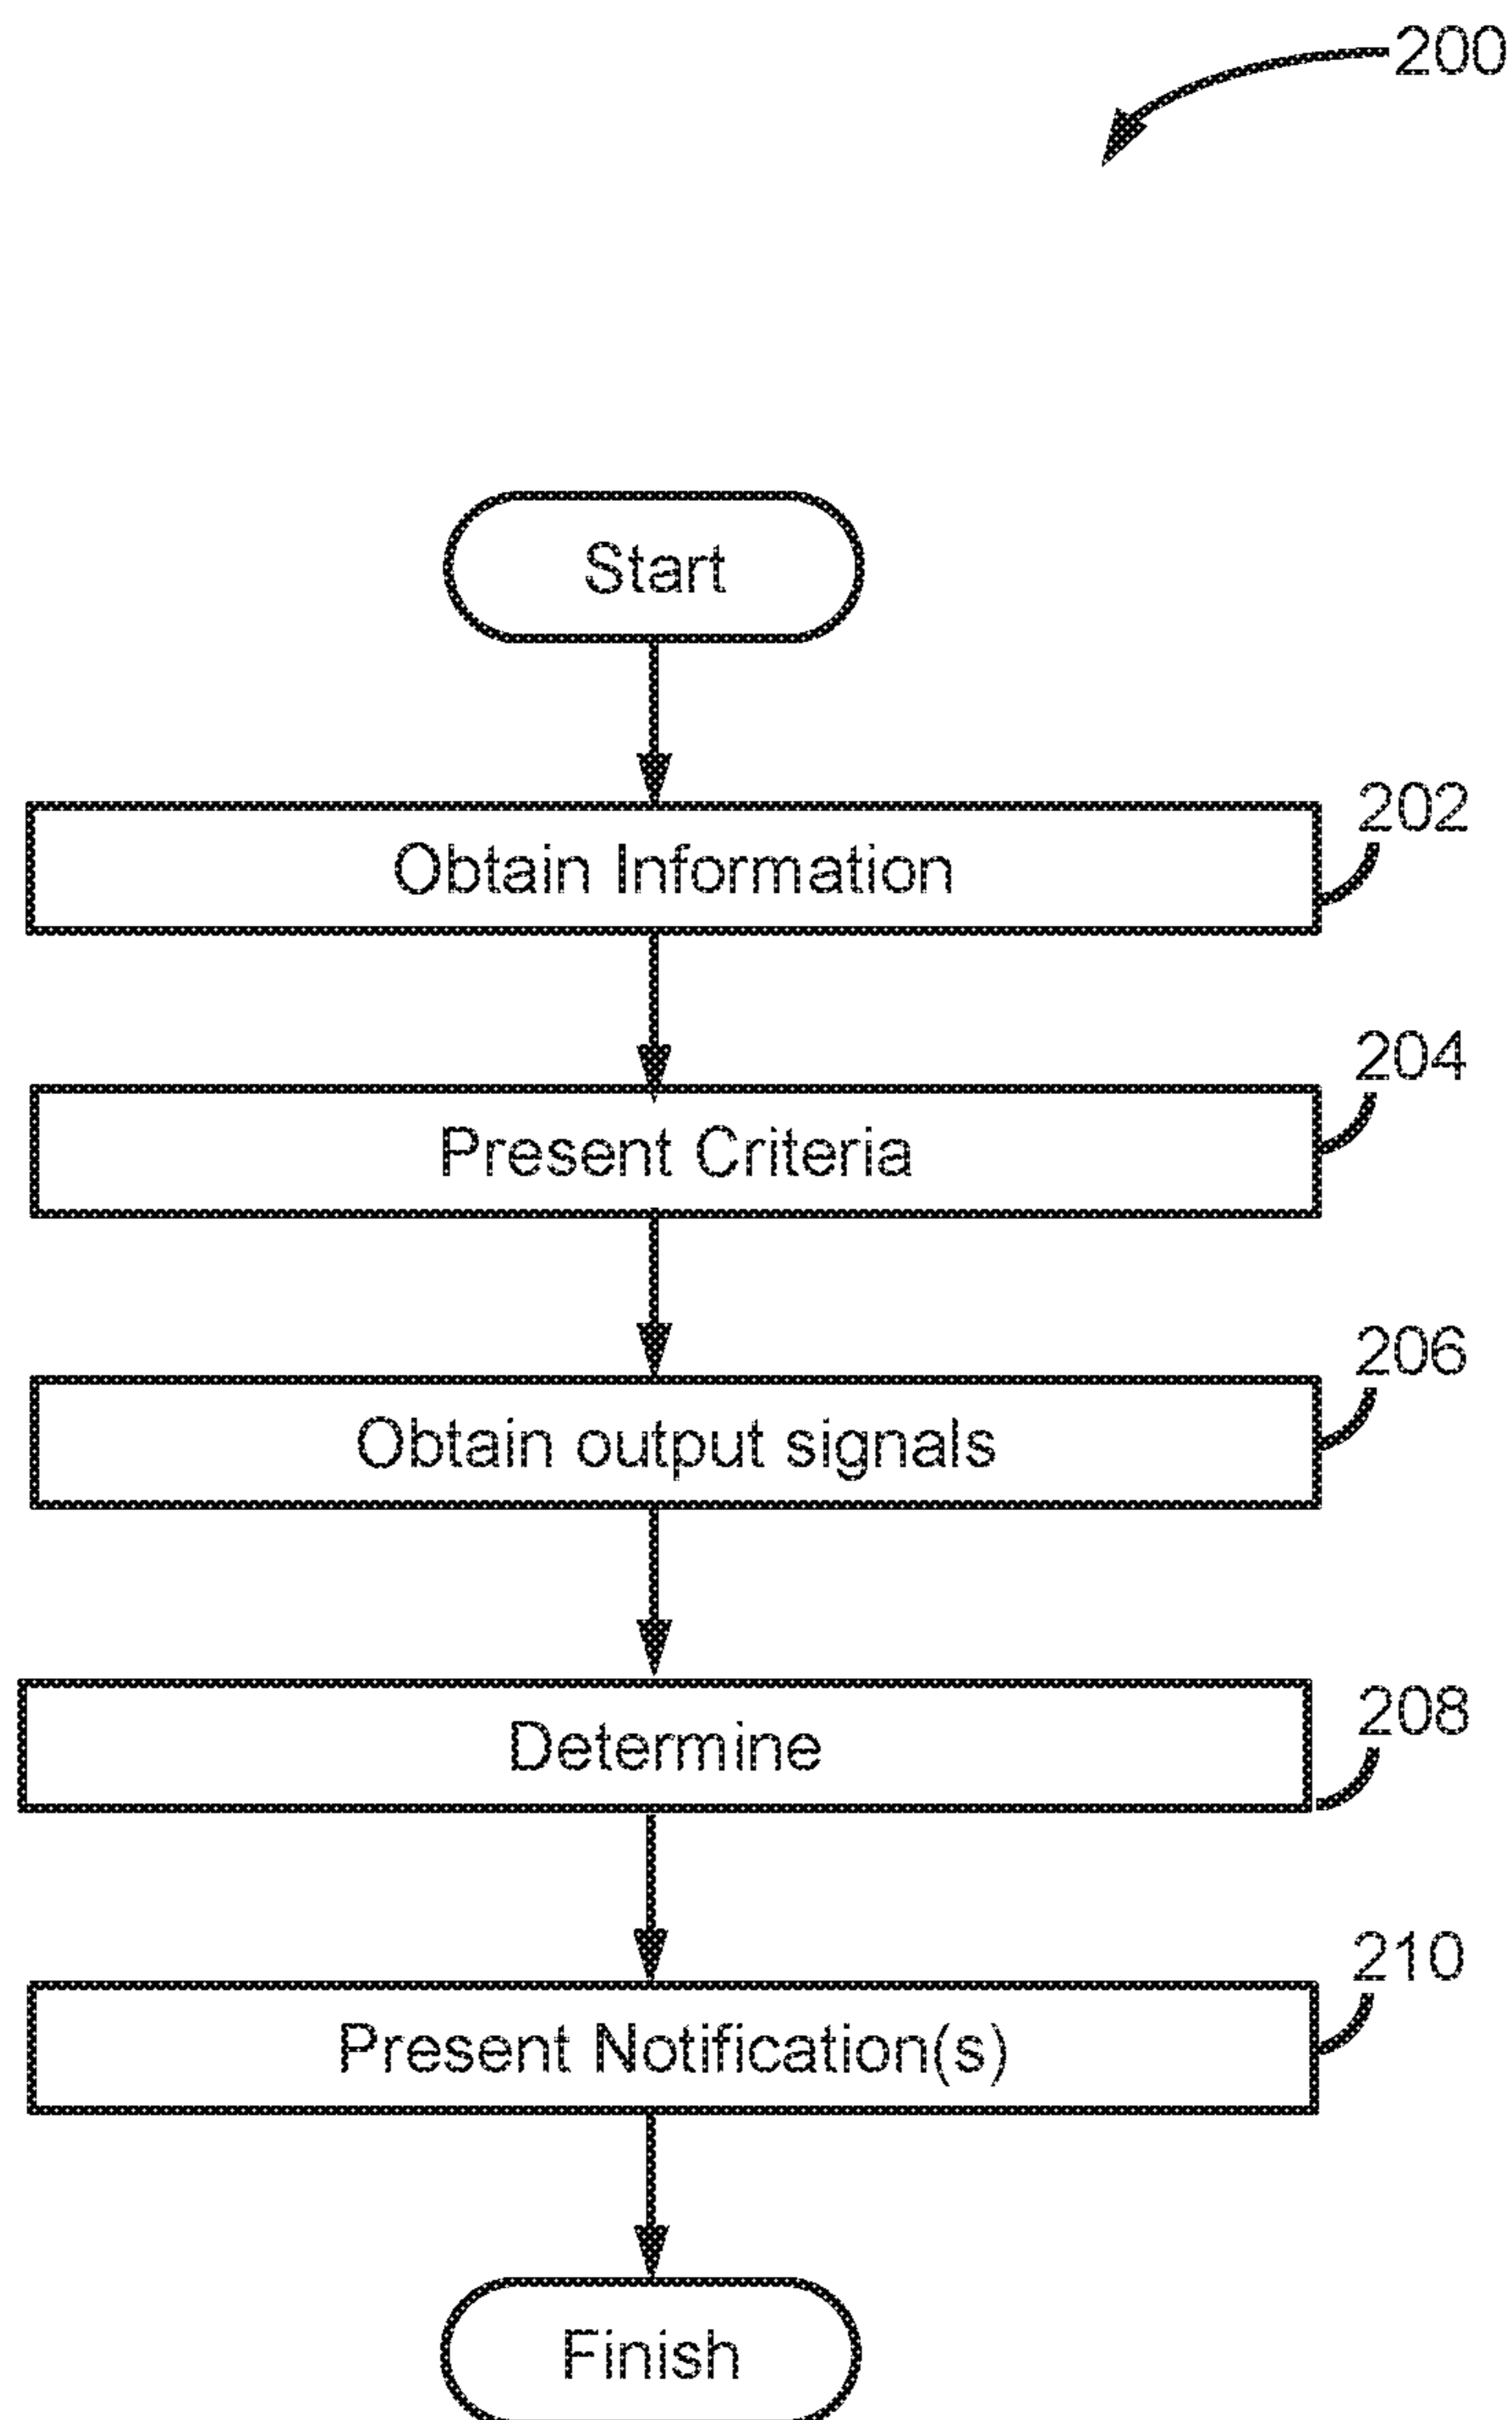 200
Start
202
Obtain Information
204
Present Criteria
206
Obtain output signals
208
Determine
210
Present Notification(s)
Finish